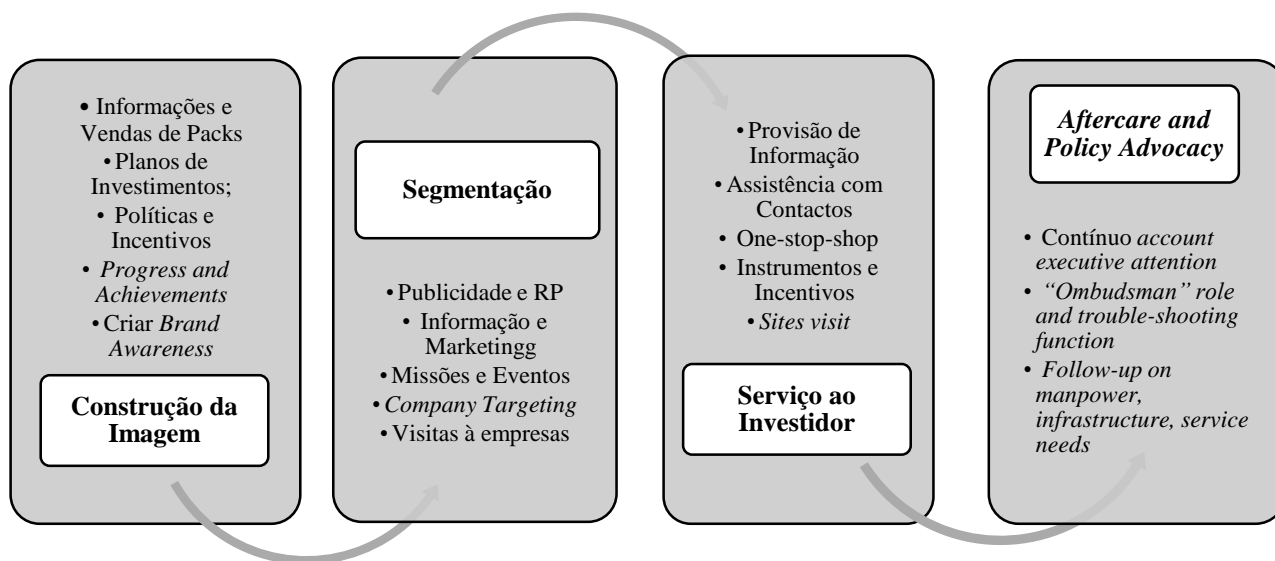 • Informações e
Vendas de Packs
• Planos de
Investimentos;
• Políticas e
Incentivos
• Progress and
Achievements
• Criar Brand
Awareness
Construção da
Imagem
Segmentação
• Publicidade e RP
• Informação e
Marketingg
• Missões e Eventos
• Company Targeting
• Visitas à empresas
• Provisão de
Informação
• Assistência com
Contactos
• One-stop-shop
• Instrumentos e
Incentivos
• Sites visit
Serviço ao
Investidor
Aftercare and
Policy Advocacy
• Contínuo account
executive attention
• “Ombudsman” role
and trouble-shooting
function
• Follow-up on
manpower,
infrastructure, service
needs